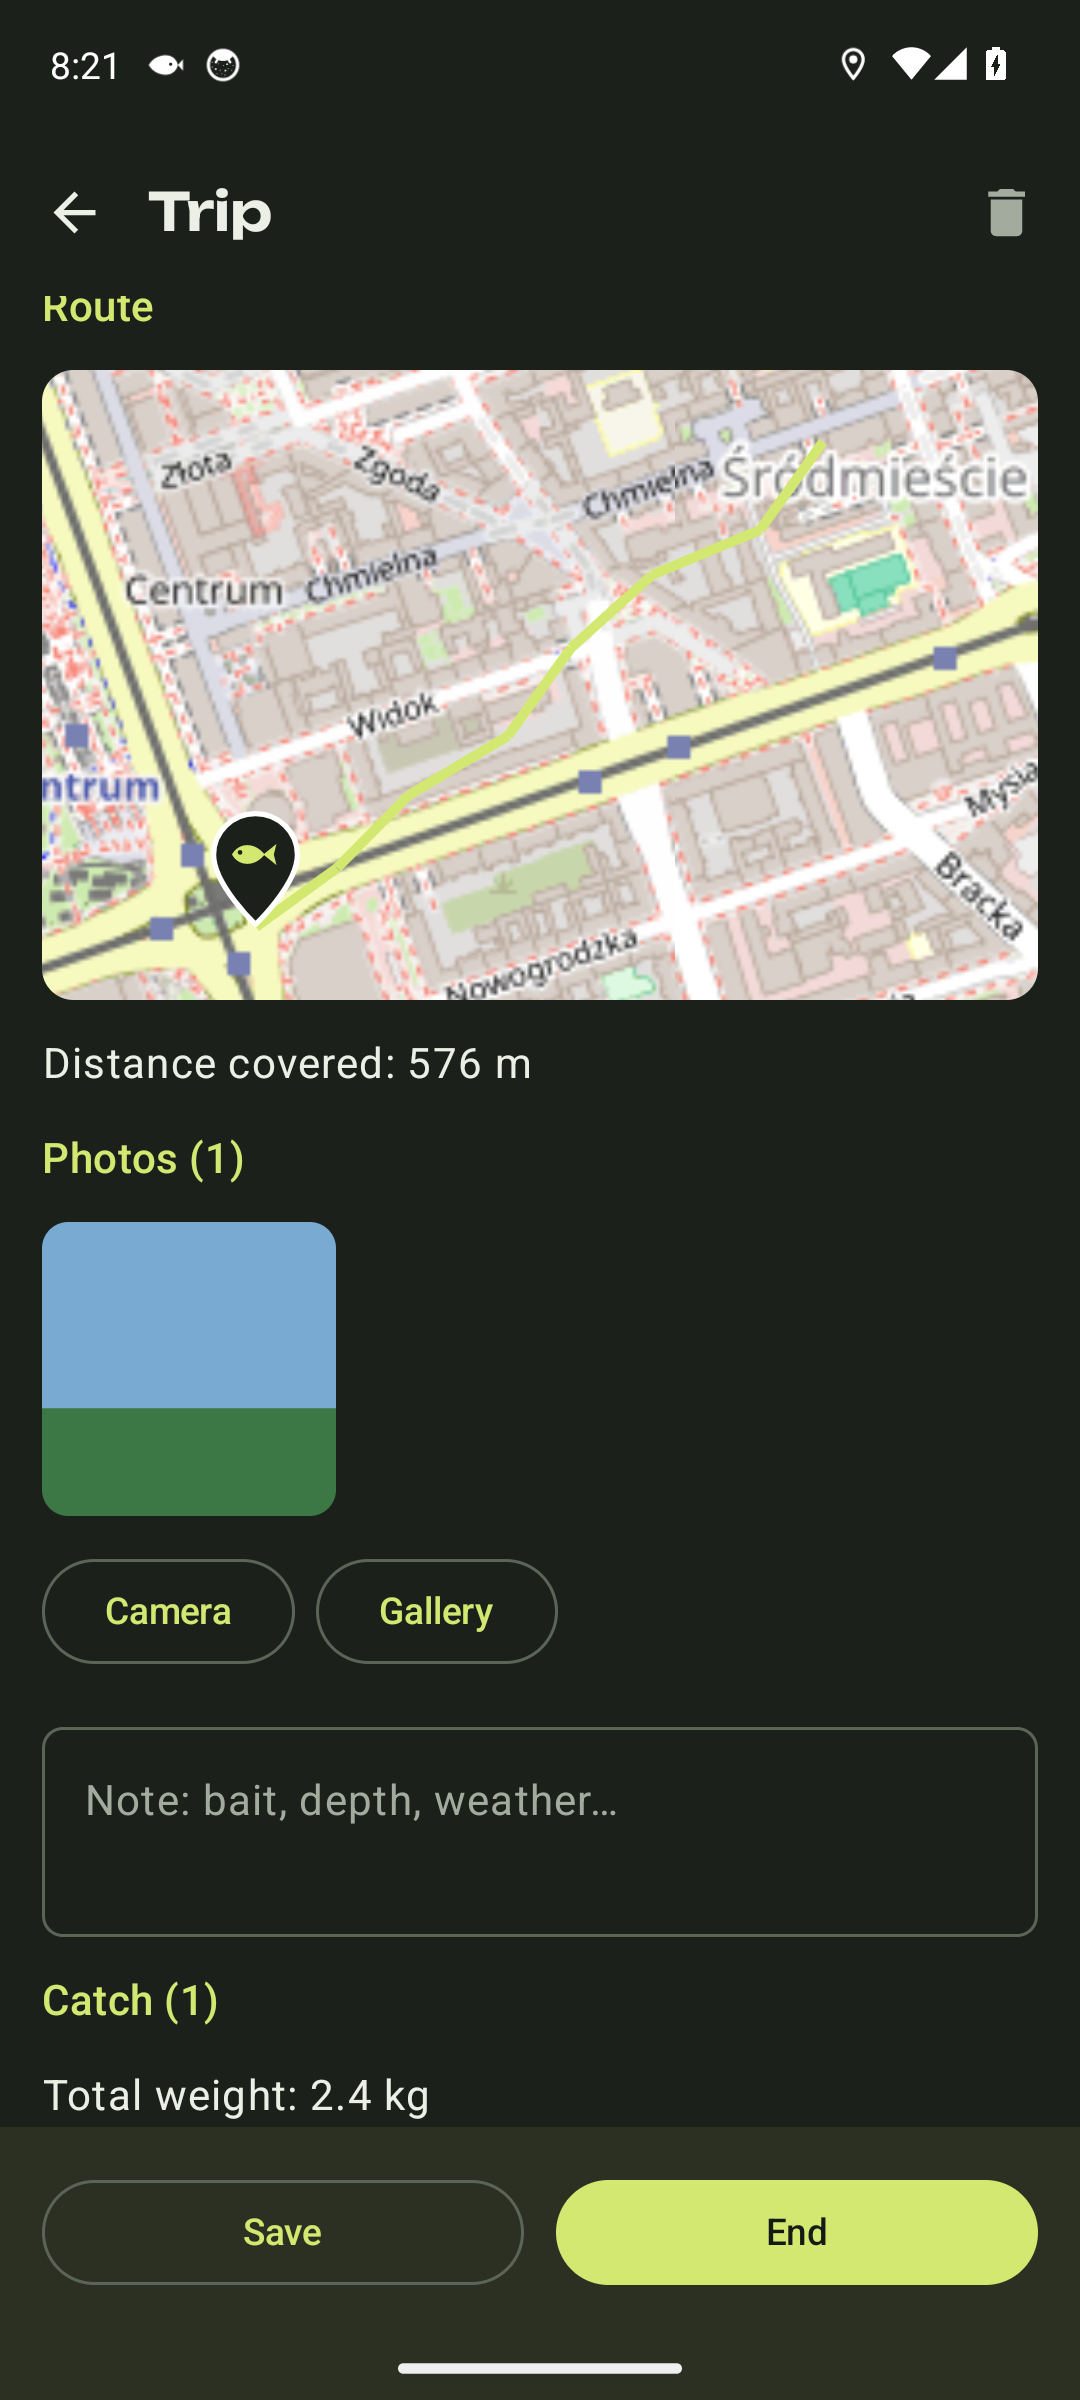 8:21
Trip
Route
Złota
Zgoda
Chmielna
Śródmieście
Centrum
Chmielna
Widok
ntrum
Mysia
Bracka
Nowogrodzka
Distance covered: 576 m
Photos (1)
Camera
Gallery
Note: bait, depth, weather…
Catch (1)
Total weight: 2.4 kg
Save
End